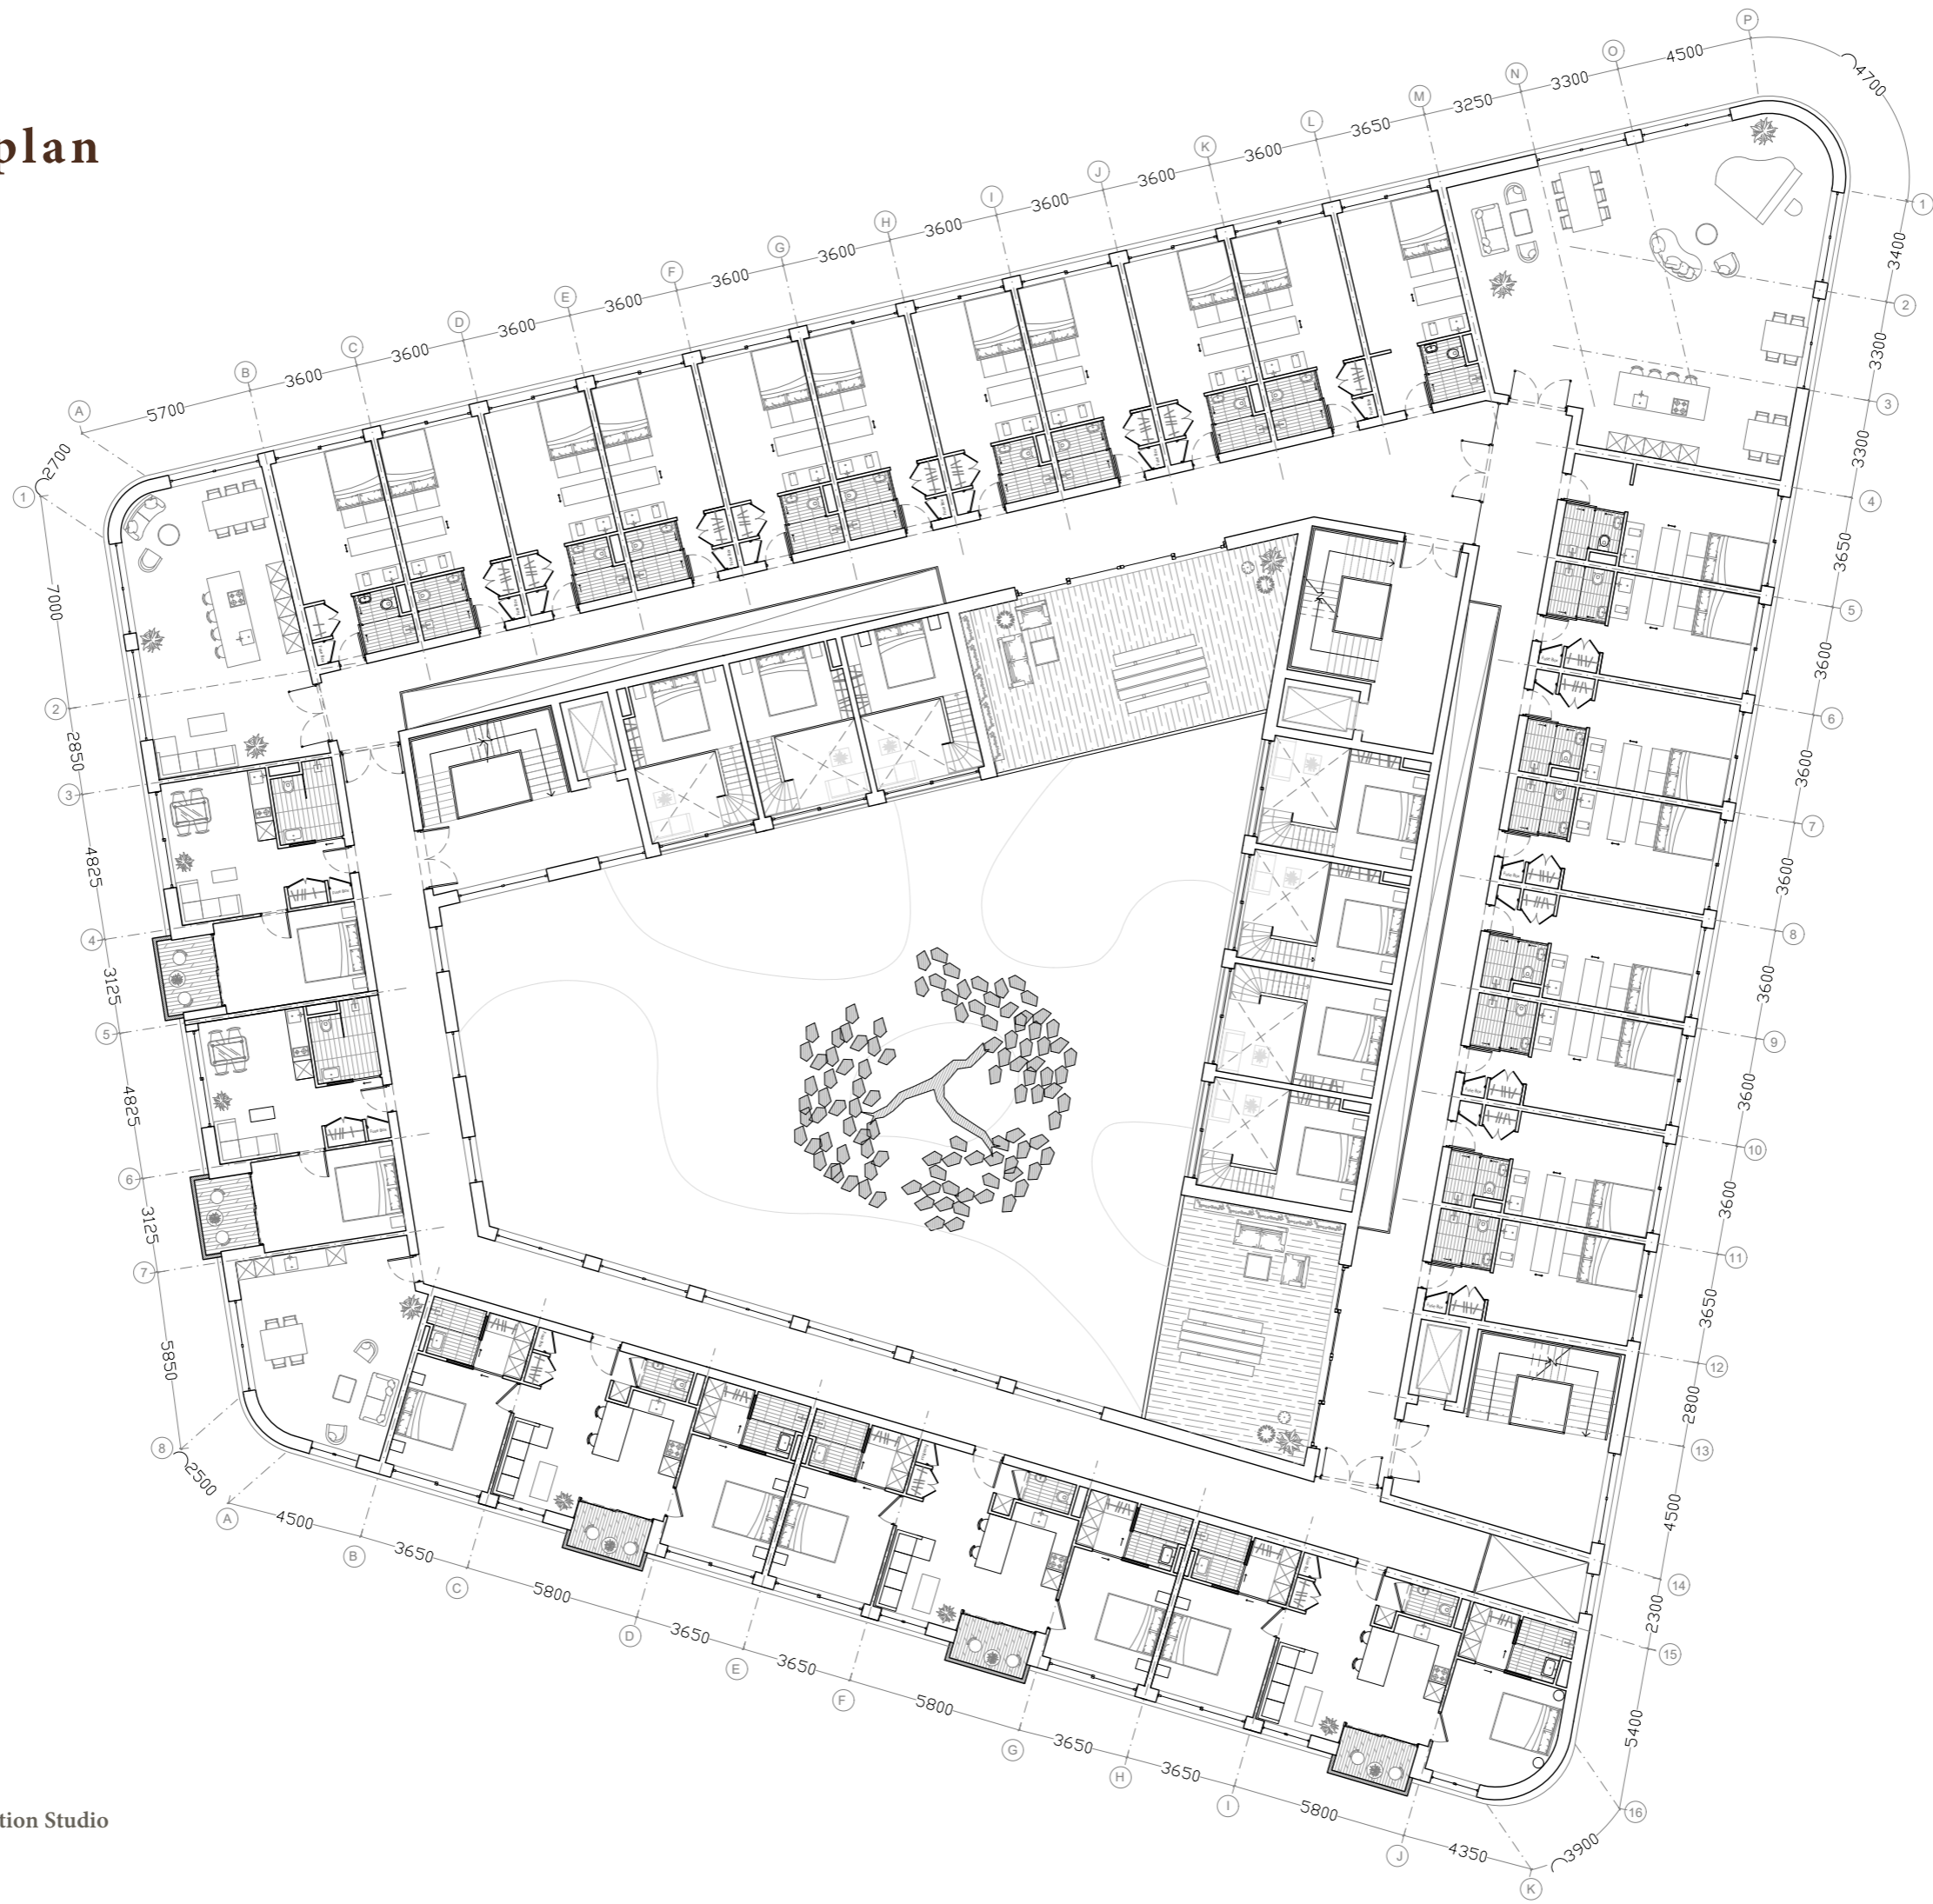 plan
P
O
N
M
L
K
J
I
H
G
F
E
D
C
B
A
4500
4700
3300
3250
3650
3600
3600
3600
3600
3600
3600
3600
3600
3600
3600
5700
2700
1
7000
2
2850
3
4825
4
3125
5
4825
6
3125
7
5850
8
2500
1
3400
2
3300
3
3300
4
3650
5
3600
6
3600
7
3600
8
3600
9
3600
10
3600
11
3650
12
2800
13
4500
14
2300
15
5400
16
3900
A
4500
B
3650
C
5800
D
3650
E
3650
F
5800
G
3650
H
3650
I
5800
J
4350
K
tion Studio